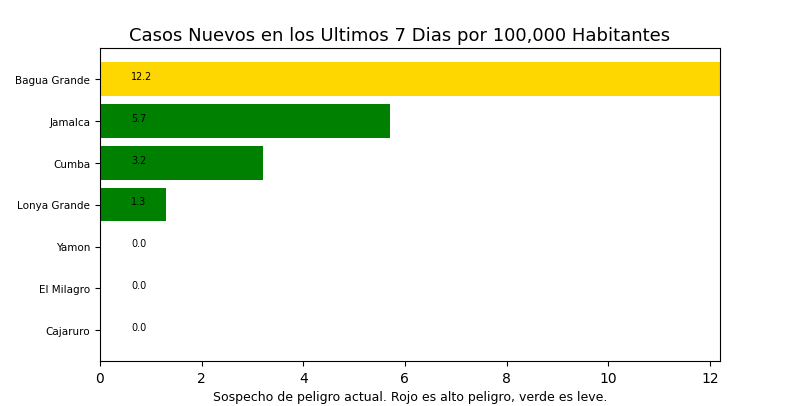 Casos Nuevos en los Ultimos 7 Dias por 100,000 Habitantes
Bagua Grande 12.2
Jamalca 5.7
Cumba 3.2
Lonya Grande 1.3
Yamon 0.0
El Milagro 0.0
Cajaruro 0.0
0 2 4 6 8 10 12
Sospecho de peligro actual. Rojo es alto peligro, verde es leve.